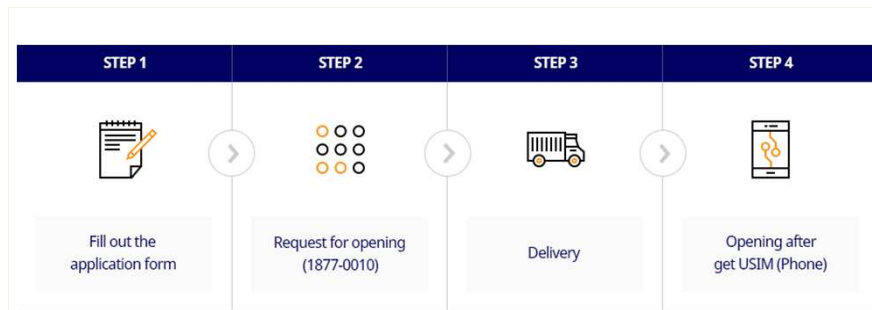 STEP 1
STEP 2
STEP 3
STEP 4
Fill out the
application form
Request for opening
(1877-0010)
Delivery
Opening after
get USIM (Phone)